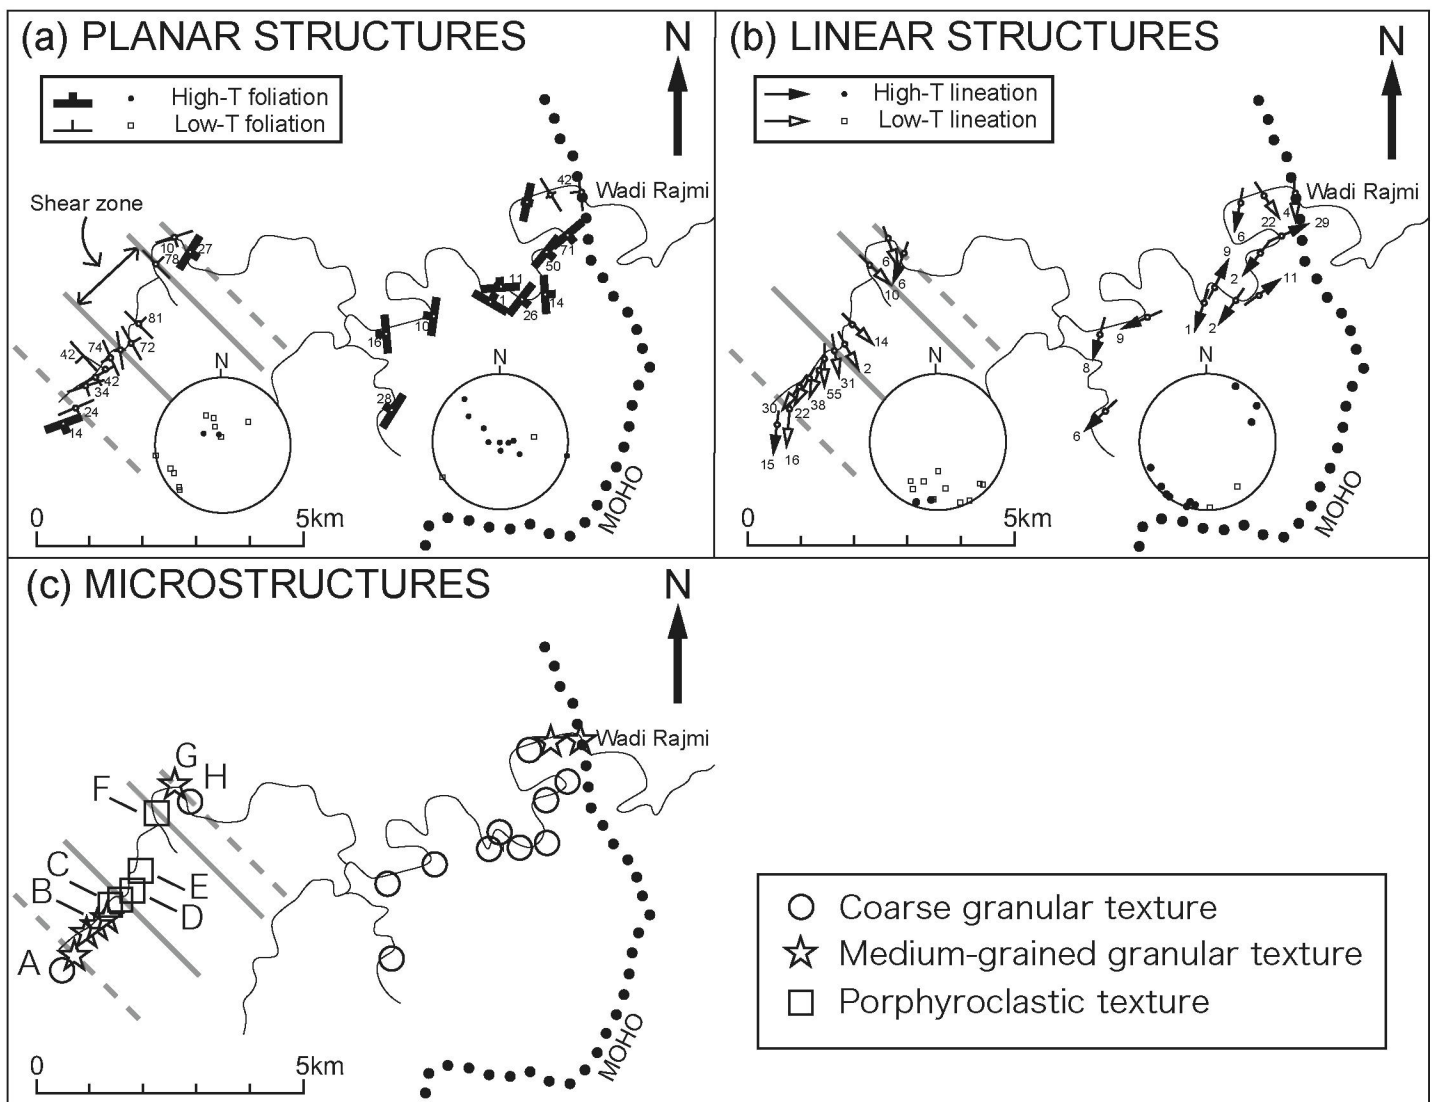 (a) PLANAR STRUCTURES
N
High-T foliation
Low-T foliation
Shear zone
Wadi Rajmi
42
10
27
78
71
50
11
14
26
10
16
81
72
74
42
42
34
24
14
28
N
N
0
5km
MOHO
(b) LINEAR STRUCTURES
N
High-T lineation
Low-T lineation
Wadi Rajmi
6
22
4
29
9
2
11
1
2
9
8
6
6
6
10
14
2
31
55
38
22
30
15
16
N
N
0
5km
MOHO
(c) MICROSTRUCTURES
N
Wadi Rajmi
G
H
F
C
B
E
D
A
0
5km
MOHO
Coarse granular texture
Medium-grained granular texture
Porphyroclastic texture